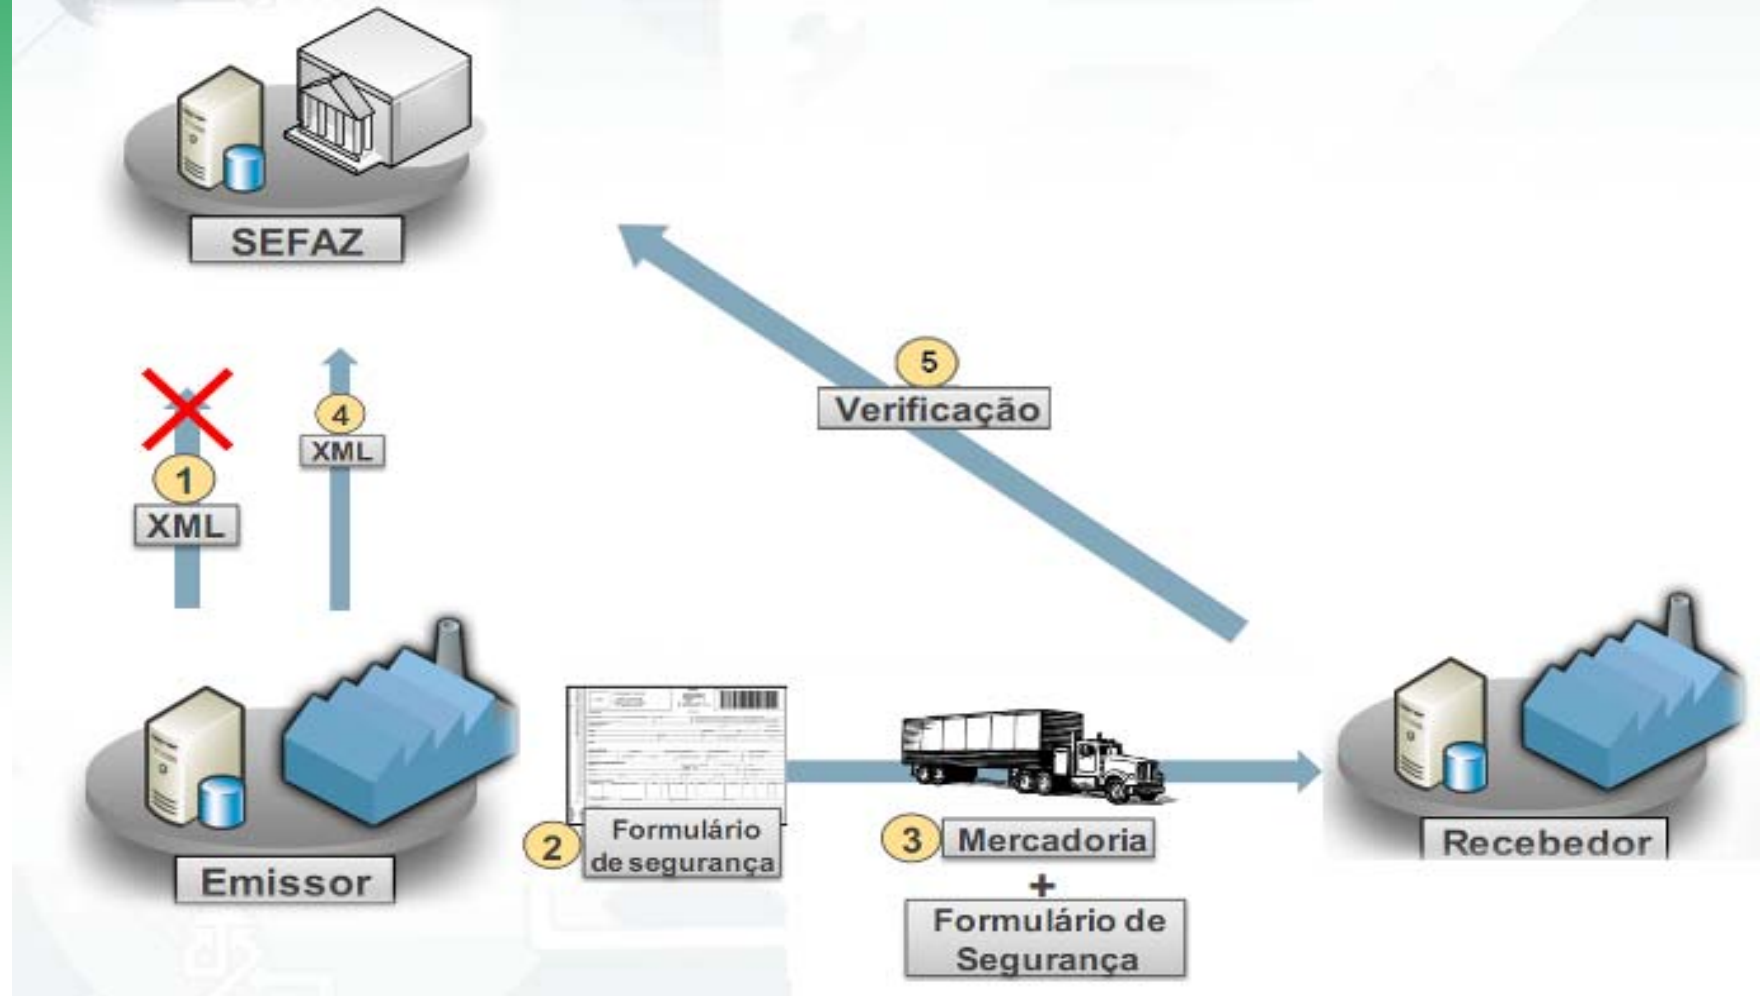 SEFAZ
5
Verificação
4
XML
1
XML
2
Formulário
de segurança
3
Mercadoria
+
Formulário de
Segurança
Emissor
Recebedor